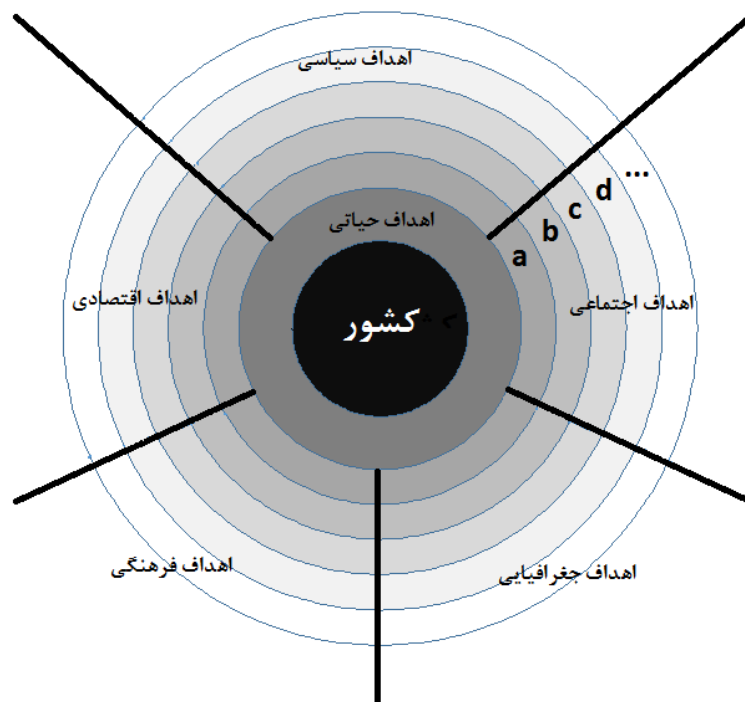 اهداف سیاسی
...
d
c
b
a
اهداف حیاتی
اهداف اجتماعی
اهداف اقتصادی
کشور
اهداف جغرافیایی
اهداف فرهنگی